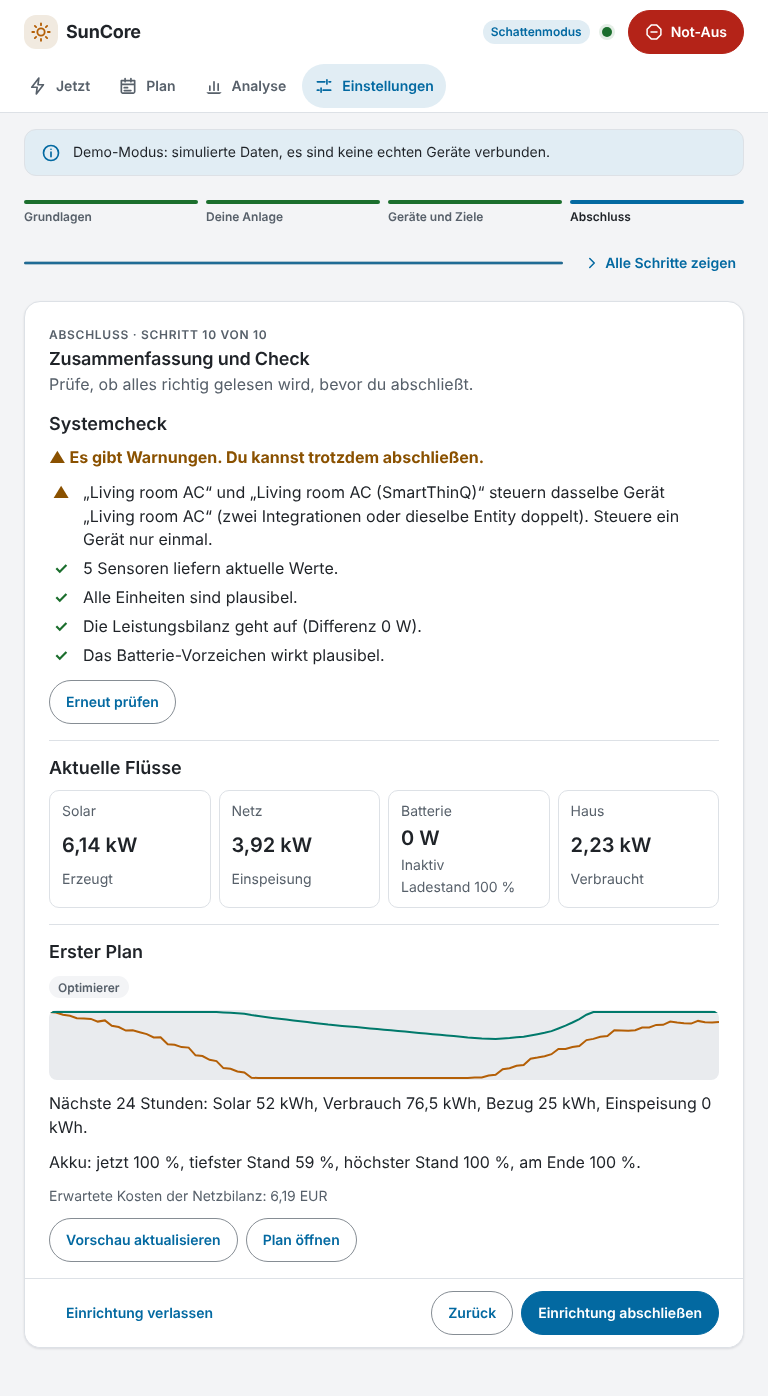 SunCore
Schattenmodus
Not-Aus
Jetzt
Plan
Analyse
Einstellungen
Demo-Modus: simulierte Daten, es sind keine echten Geräte verbunden.
Grundlagen
Deine Anlage
Geräte und Ziele
Abschluss
Alle Schritte zeigen
ABSCHLUSS · SCHRITT 10 VON 10
Zusammenfassung und Check
Prüfe, ob alles richtig gelesen wird, bevor du abschließt.
Systemcheck
Es gibt Warnungen. Du kannst trotzdem abschließen.
„Living room AC“ und „Living room AC (SmartThinQ)“ steuern dasselbe Gerät
„Living room AC“ (zwei Integrationen oder dieselbe Entity doppelt). Steuere ein
Gerät nur einmal.
5 Sensoren liefern aktuelle Werte.
Alle Einheiten sind plausibel.
Die Leistungsbilanz geht auf (Differenz 0 W).
Das Batterie-Vorzeichen wirkt plausibel.
Erneut prüfen
Aktuelle Flüsse
Solar
6,14 kW
Erzeugt
Netz
3,92 kW
Einspeisung
Batterie
0 W
Inaktiv
Ladestand 100 %
Haus
2,23 kW
Verbraucht
Erster Plan
Optimierer
Nächste 24 Stunden: Solar 52 kWh, Verbrauch 76,5 kWh, Bezug 25 kWh, Einspeisung 0
kWh.
Akku: jetzt 100 %, tiefster Stand 59 %, höchster Stand 100 %, am Ende 100 %.
Erwartete Kosten der Netzbilanz: 6,19 EUR
Vorschau aktualisieren
Plan öffnen
Einrichtung verlassen
Zurück
Einrichtung abschließen